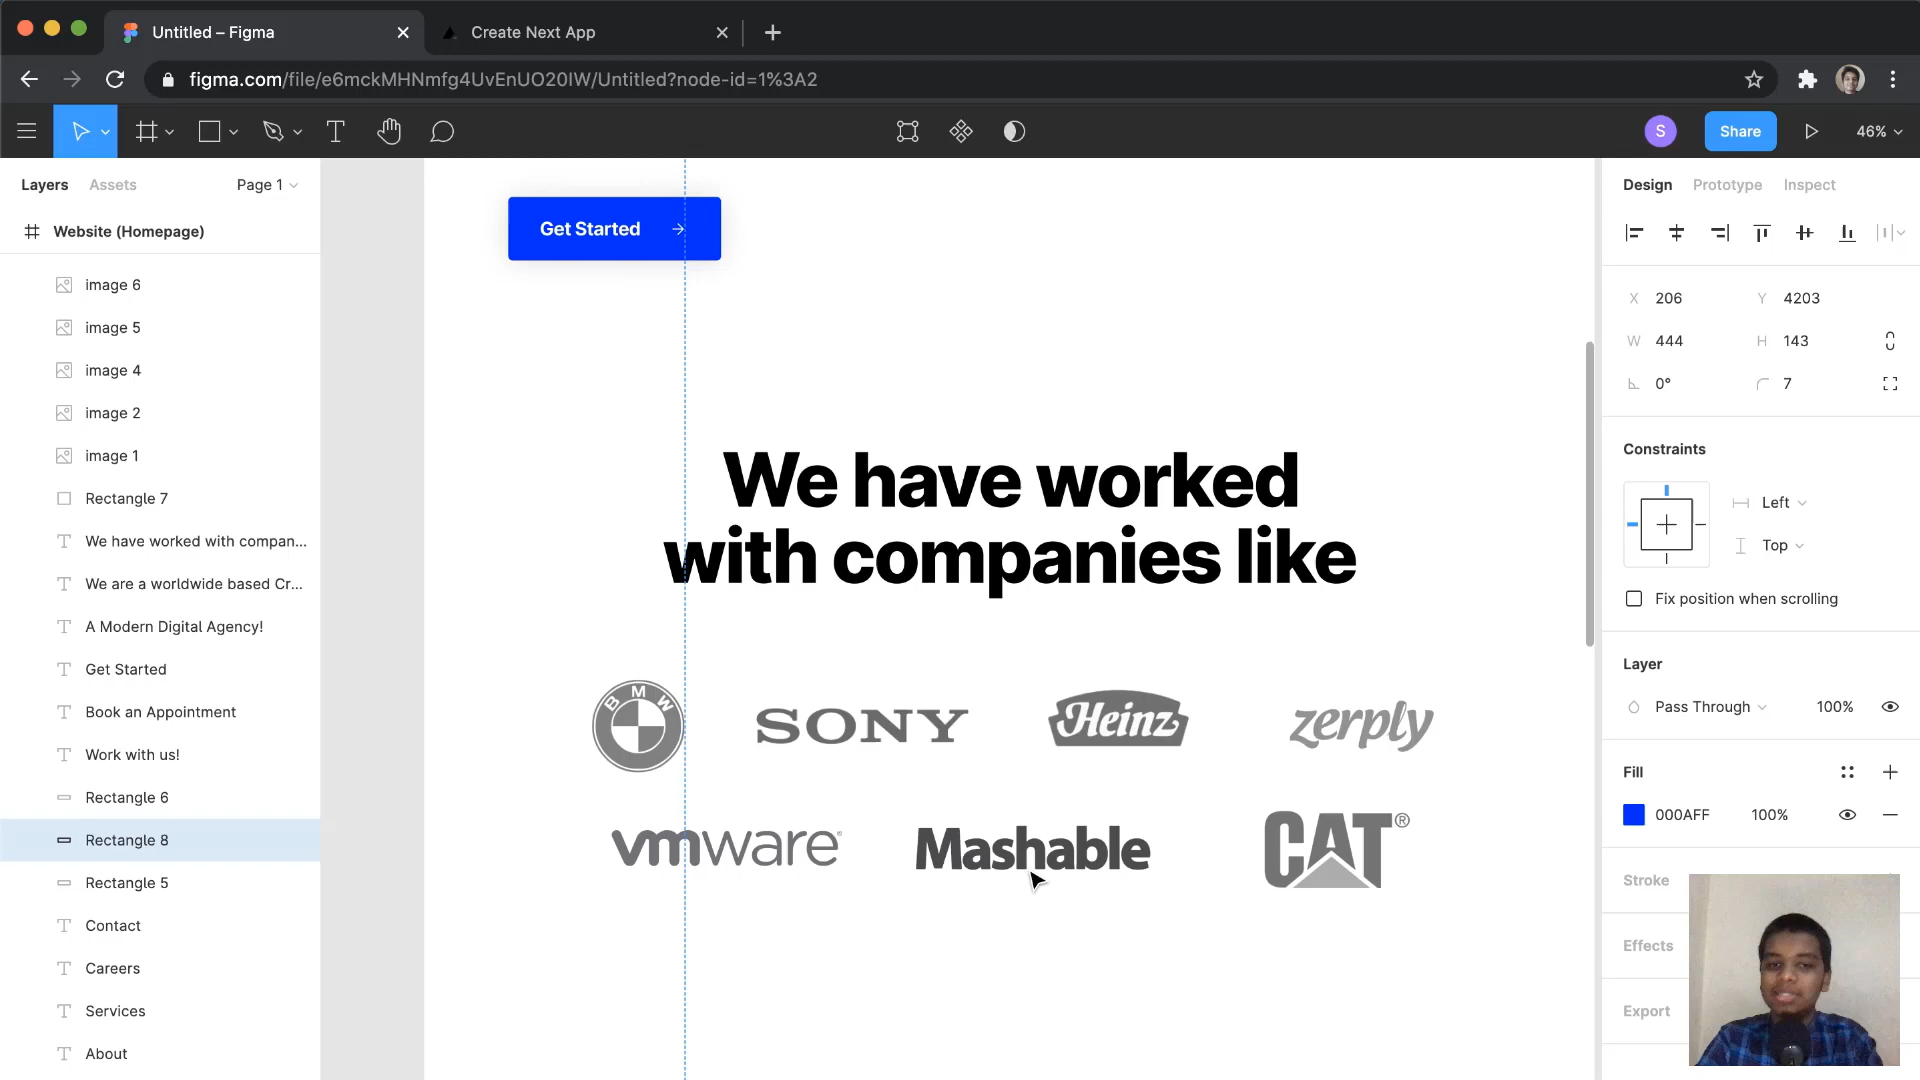 Untitled – Figma
Create Next App
figma.com/file/e6mckMHNmfg4UvEnUO20IW/Untitled?node-id=1%3A2
S
Share
46%
Layers
Assets
Page 1
Website (Homepage)
image 6
image 5
image 4
image 2
image 1
Rectangle 7
We have worked with compan...
We are a worldwide based Cr...
A Modern Digital Agency!
Get Started
Book an Appointment
Work with us!
Rectangle 6
Rectangle 8
Rectangle 5
Contact
Careers
Services
About
Get Started →
We have worked
with companies like
BMW
SONY
Heinz
zerply
vmware®
Mashable
CAT®
Design
Prototype
Inspect
X 206
Y 4203
W 444
H 143
0°
7
Constraints
Left
Top
Fix position when scrolling
Layer
Pass Through
100%
Fill
000AFF
100%
Stroke
Effects
Export